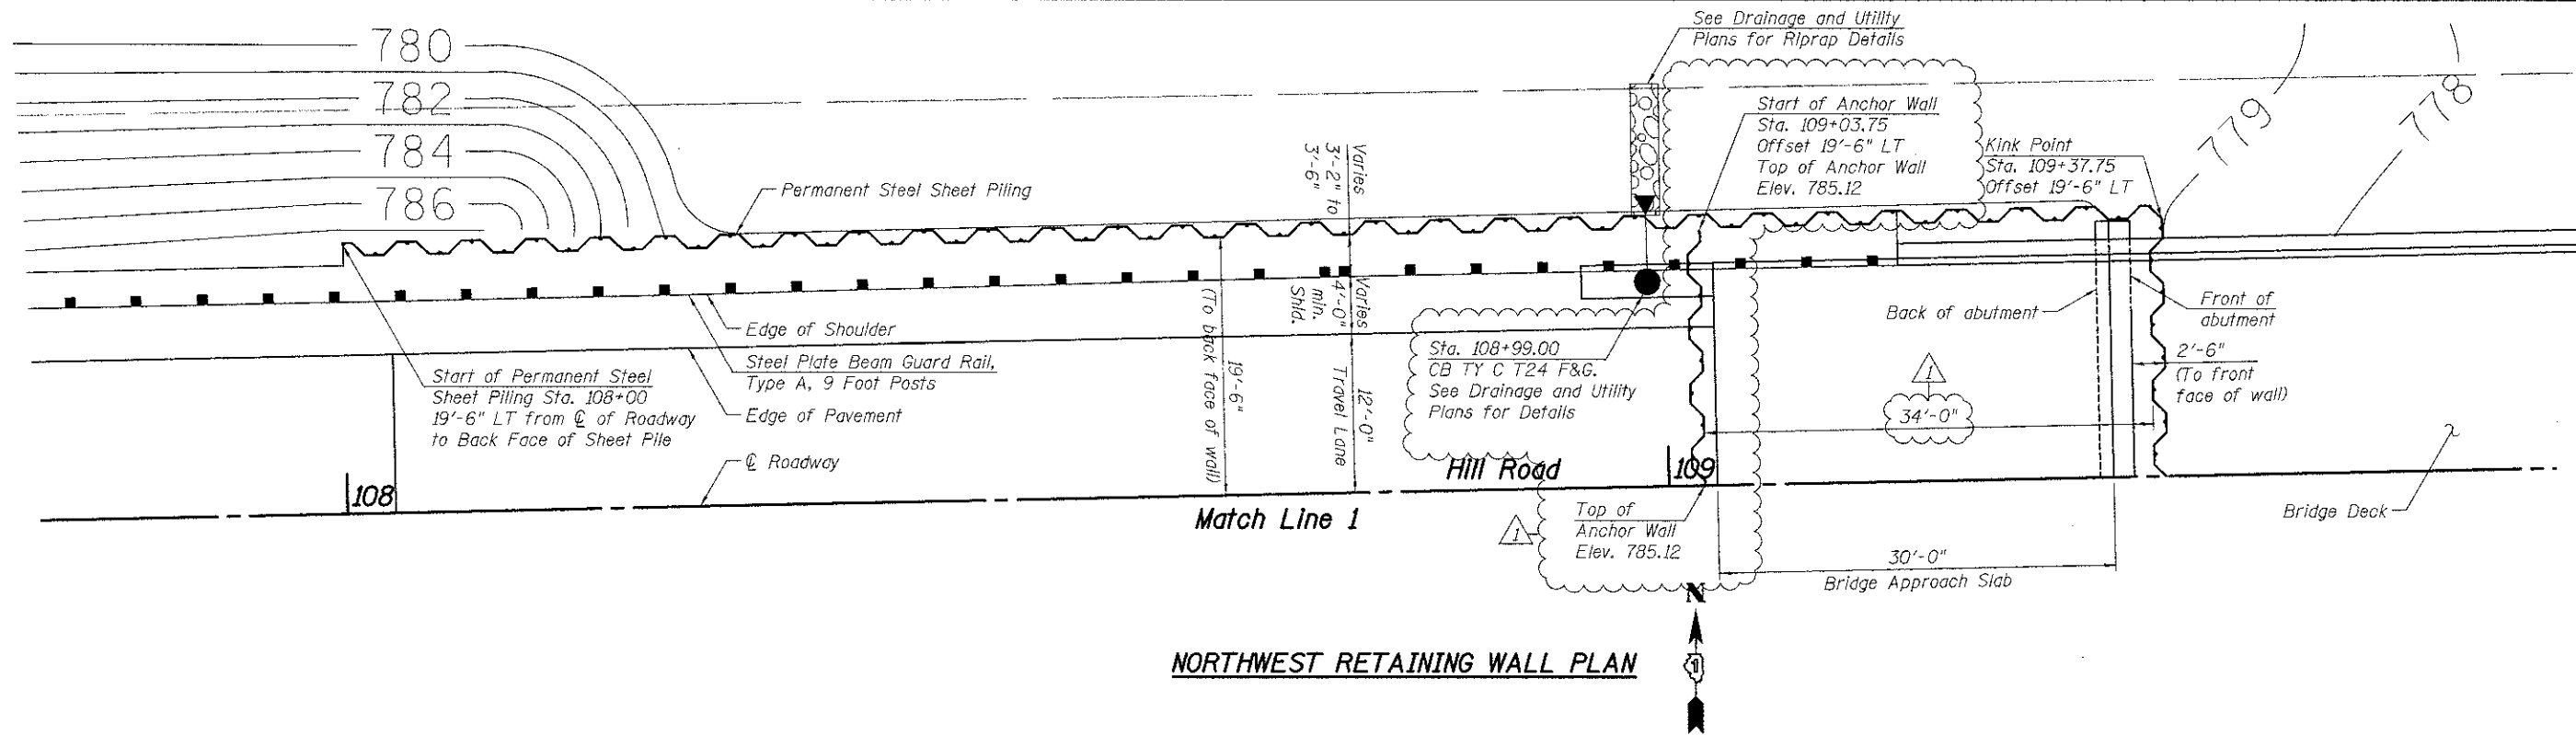 780
782
784
786
Permanent Steel Sheet Piling
See Drainage and Utility
Plans for Riprap Details
Start of Anchor Wall
Sta. 109+03.75
Offset 19'-6" LT
Top of Anchor Wall
Elev. 785.12
Kink Point
Sta. 109+37.75
Offset 19'-6" LT
779
778
Varies
3'-2" to
3'-6"
Varies
4'-0"
min.
Shld.
12'-0"
Travel Lane
19'-6"
(To back face of wall)
Edge of Shoulder
Steel Plate Beam Guard Rail,
Type A, 9 Foot Posts
Edge of Pavement
℄ Roadway
Start of Permanent Steel
Sheet Piling Sta. 108+00
19'-6" LT from ℄ of Roadway
to Back Face of Sheet Pile
108
Sta. 108+99.00
CB TY C T24 F&G.
See Drainage and Utility
Plans for Details
Hill Road
109
Back of abutment
Front of
abutment
2'-6"
(To front
face of wall)
1
34'-0"
Bridge Deck
Match Line 1
1
Top of
Anchor Wall
Elev. 785.12
30'-0"
Bridge Approach Slab
N
1
NORTHWEST RETAINING WALL PLAN